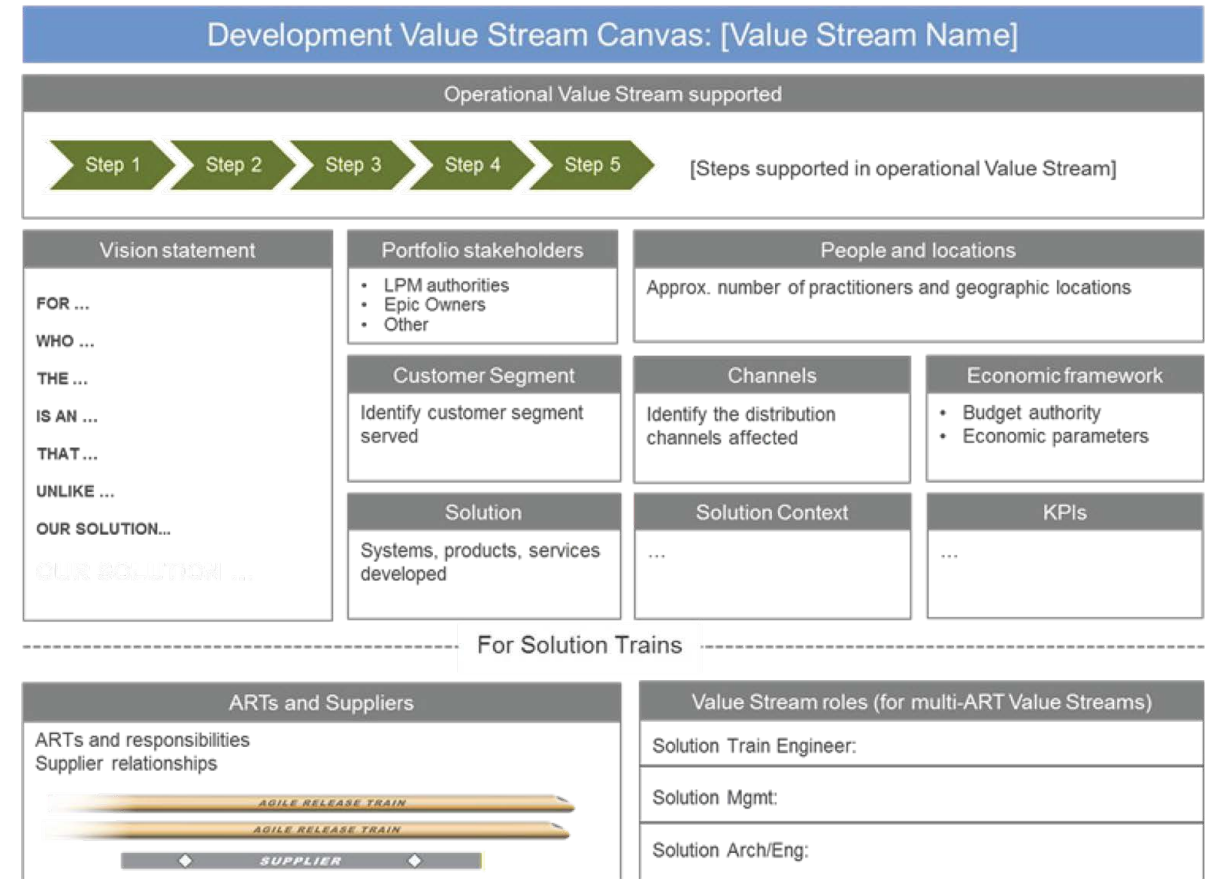 Development Value Stream Canvas: [Value Stream Name]
Operational Value Stream supported
Step 1
Step 2
Step 3
Step 4
Step 5
[Steps supported in operational Value Stream]
Vision statement
FOR ...
WHO ...
THE ...
IS AN ...
THAT ...
UNLIKE ...
OUR SOLUTION...
OUR SOLUTION ...
Portfolio stakeholders
• LPM authorities
• Epic Owners
• Other
People and locations
Approx. number of practitioners and geographic locations
Customer Segment
Identify customer segment
served
Channels
Identify the distribution
channels affected
Economic framework
• Budget authority
• Economic parameters
Solution
Systems, products, services
developed
Solution Context
...
KPIs
...
For Solution Trains
ARTs and Suppliers
ARTs and responsibilities
Supplier relationships
AGILE RELEASE TRAIN
AGILE RELEASE TRAIN
SUPPLIER
Value Stream roles (for multi-ART Value Streams)
Solution Train Engineer:
Solution Mgmt:
Solution Arch/Eng: